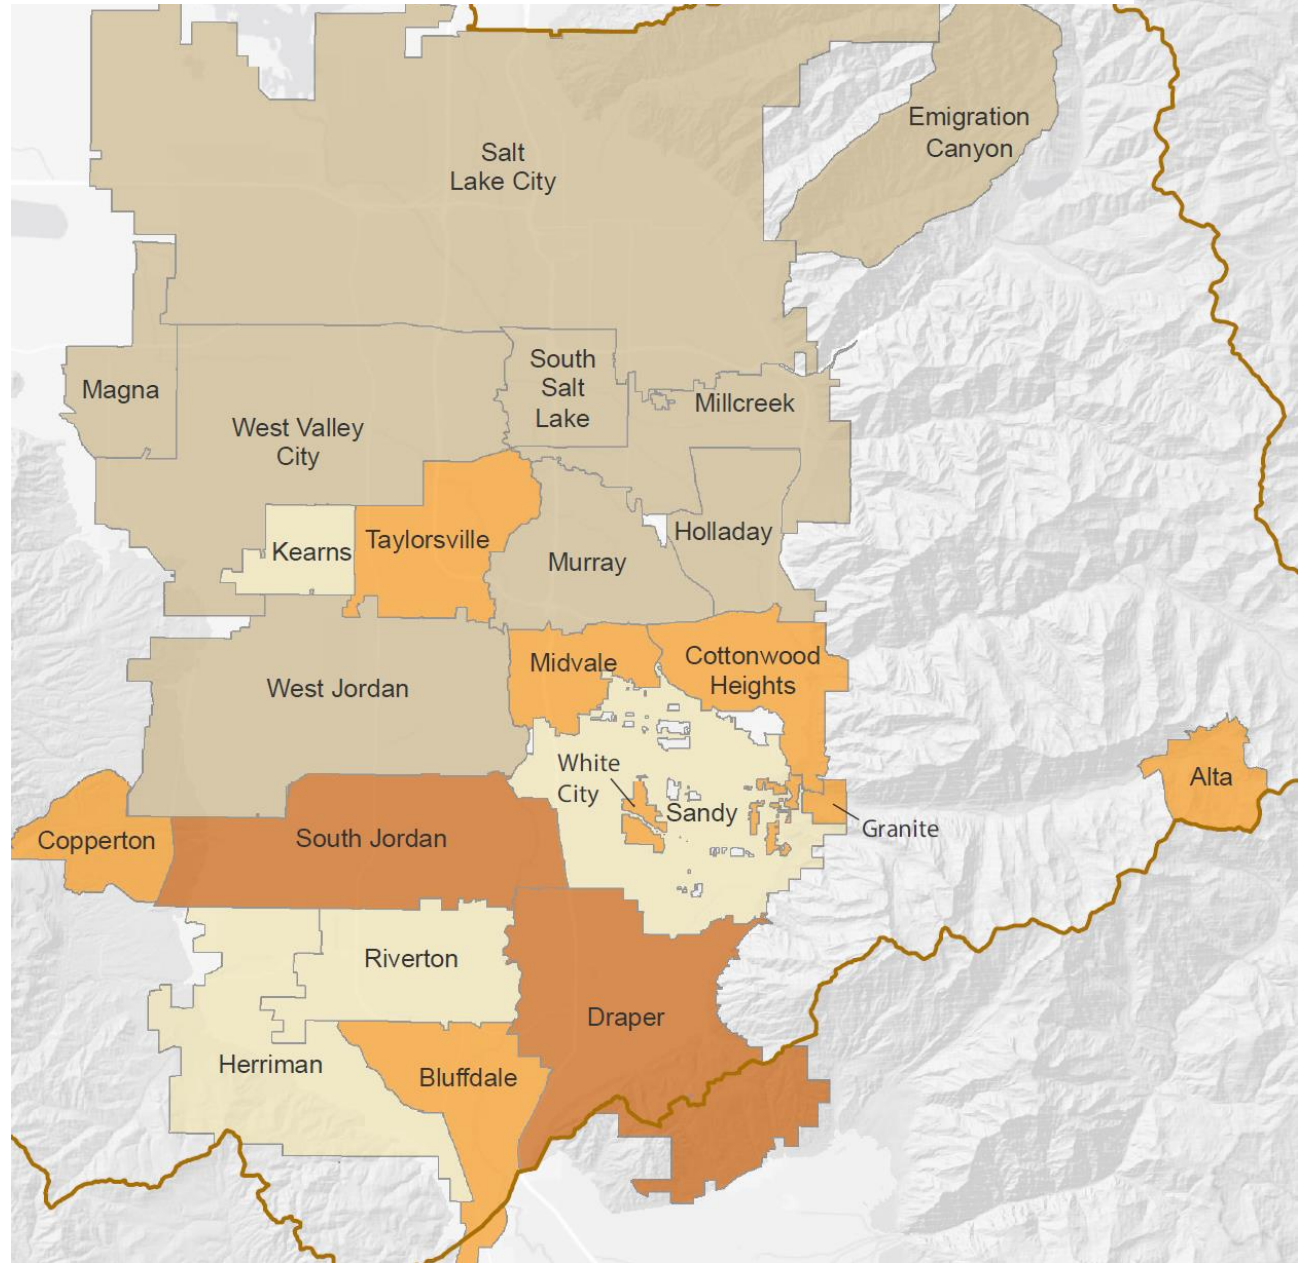 Emigration
Canyon
Salt
Lake City
South
Salt
Lake
Magna
Millcreek
West Valley
City
Holladay
Taylorsville
Kearns
Murray
Midvale
Cottonwood
Heights
West Jordan
White
City
Alta
Sandy
Granite
Copperton
South Jordan
Riverton
Draper
Herriman
Bluffdale